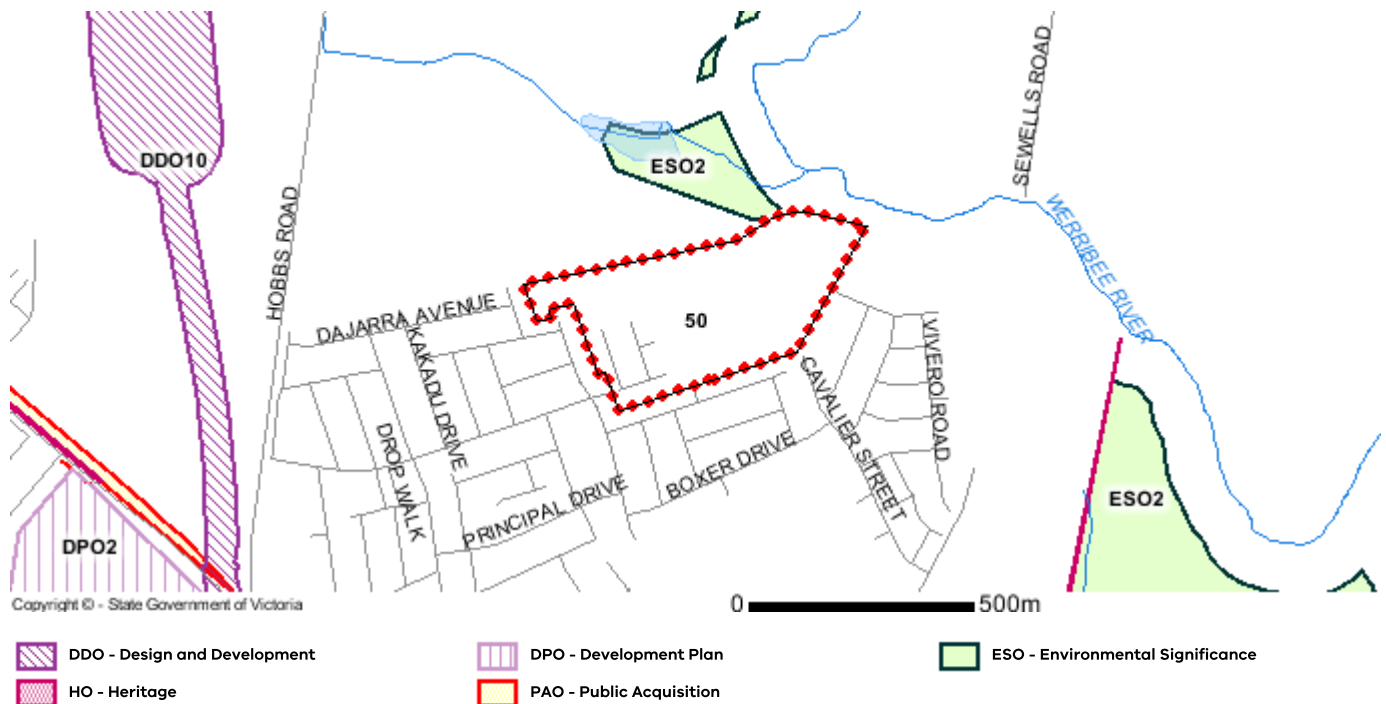 DDO10
HOBBS ROAD
ESO2
SEWELLS ROAD
WERRIBEE RIVER
DAJARRA AVENUE
50
KAKADU DRIVE
VIVERO ROAD
CAVALIER STREET
DROP WALK
BOXER DRIVE
PRINCIPAL DRIVE
ESO2
DPO2
Copyright © - State Government of Victoria
0 500m
DDO - Design and Development
DPO - Development Plan
ESO - Environmental Significance
HO - Heritage
PAO - Public Acquisition